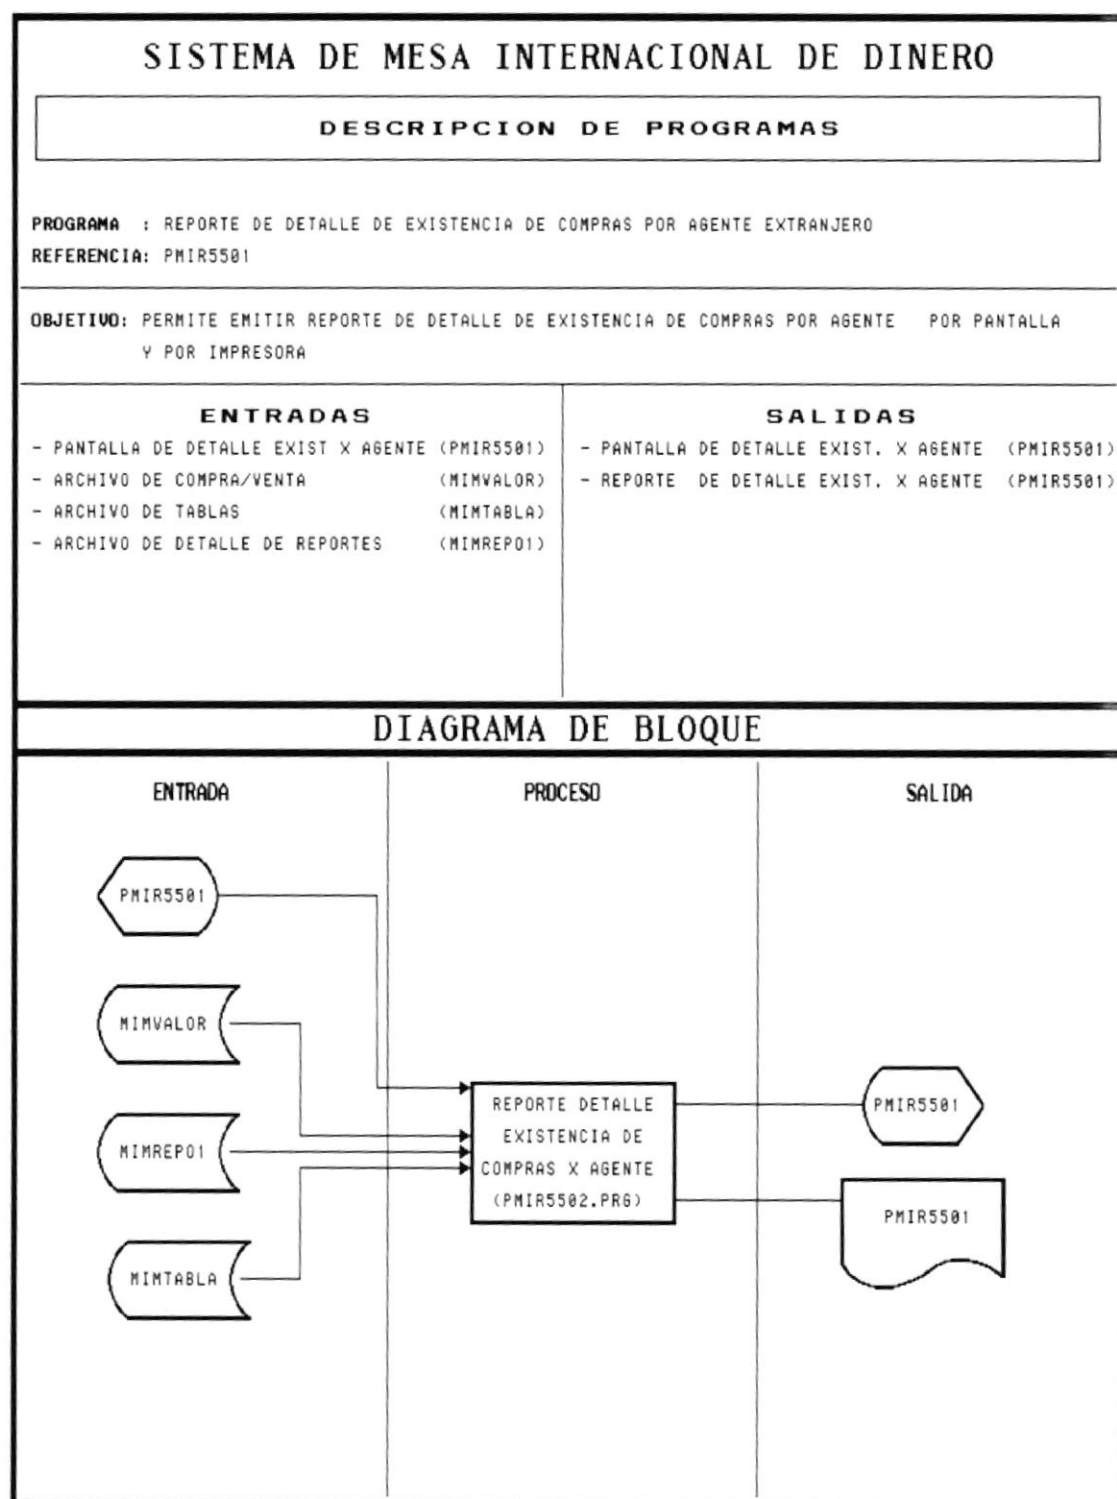 SISTEMA DE MESA INTERNACIONAL DE DINERO
DESCRIPCION DE PROGRAMAS
PROGRAMA : REPORTE DE DETALLE DE EXISTENCIA DE COMPRAS POR AGENTE EXTRANJERO
REFERENCIA: PMIR5501
OBJETIVO: PERMITE EMITIR REPORTE DE DETALLE DE EXISTENCIA DE COMPRAS POR AGENTE POR PANTALLA
Y POR IMPRESORA
ENTRADAS
- PANTALLA DE DETALLE EXIST X AGENTE (PMIR5501)
- ARCHIVO DE COMPRA/VENTA (MIMVALOR)
- ARCHIVO DE TABLAS (MIMTABLA)
- ARCHIVO DE DETALLE DE REPORTES (MIMREPO1)
SALIDAS
- PANTALLA DE DETALLE EXIST. X AGENTE (PMIR5501)
- REPORTE DE DETALLE EXIST. X AGENTE (PMIR5501)
DIAGRAMA DE BLOQUE
ENTRADA
PMIR5501
MIMVALOR
MIMREPO1
MIMTABLA
PROCESO
REPORTE DETALLE
EXISTENCIA DE
COMPRAS X AGENTE
(PMIR5502.PRG)
SALIDA
PMIR5501
PMIR5501